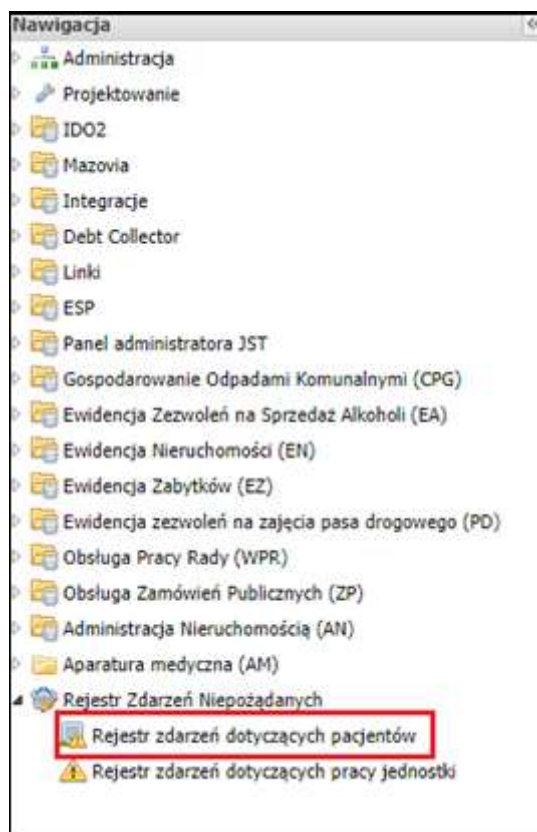 Nawigacja
Administracja
Projektowanie
IDO2
Mazovia
Integracje
Debt Collector
Linki
ESP
Panel administratora JST
Gospodarowanie Odpadami Komunalnymi (CPG)
Ewidencja Zezwoleń na Sprzedaż Alkoholi (EA)
Ewidencja Nieruchomości (EN)
Ewidencja Zabytków (EZ)
Ewidencja zezwoleń na zajęcia pasa drogowego (PD)
Obsługa Pracy Rady (WPR)
Obsługa Zamówień Publicznych (ZP)
Administracja Nieruchomością (AN)
Aparatura medyczna (AM)
Rejestr Zdarzeń Niepożądanych
Rejestr zdarzeń dotyczących pacjentów
Rejestr zdarzeń dotyczących pracy jednostki